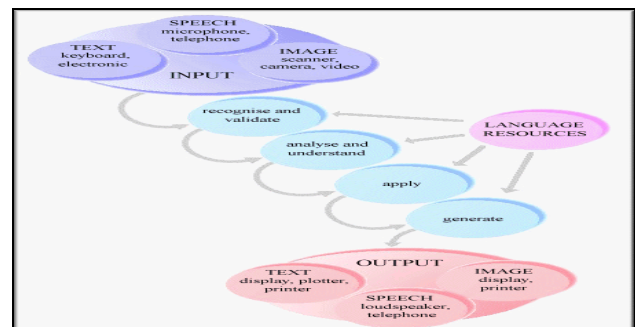 SPEECH
microphone,
telephone
TEXT
keyboard,
electronic
IMAGE
scanner,
camera, video
INPUT
recognise and
validate
LANGUAGE
RESOURCES
analyse and
understand
apply
generate
OUTPUT
TEXT
display, plotter,
printer
IMAGE
display,
printer
SPEECH
loudspeaker,
telephone